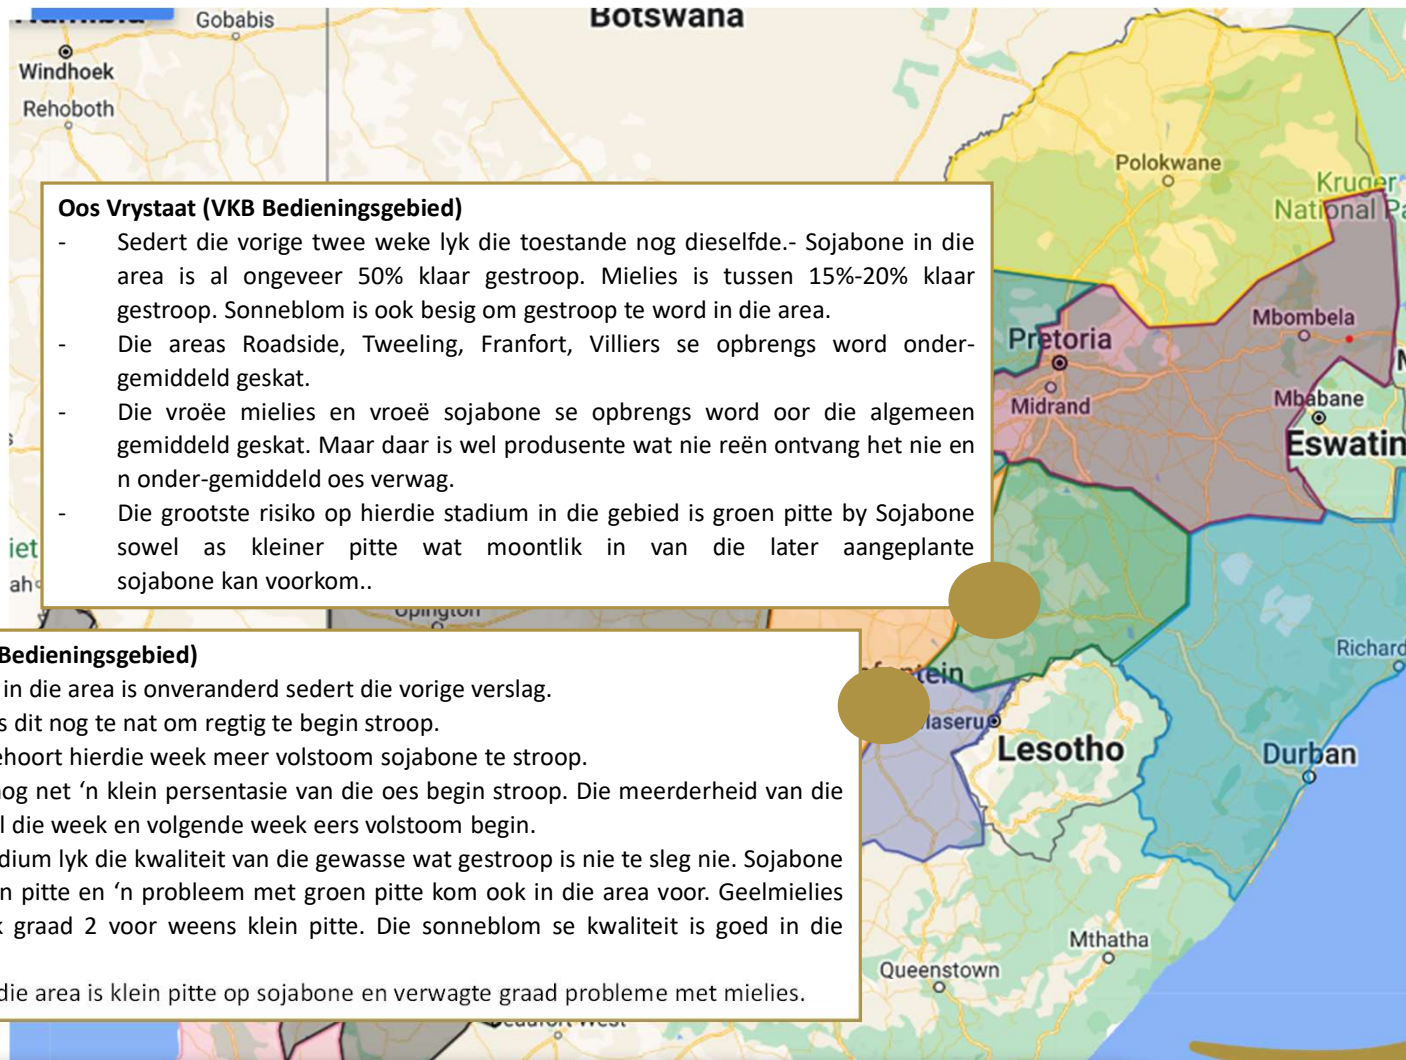 Gobabis
Botswana
Windhoek
Rehoboth
Polokwane
Kruger
National Pa
Oos Vrystaat (VKB Bedieningsgebied)
- Sedert die vorige twee weke lyk die toestande nog dieselfde.- Sojabone in die
area is al ongeveer 50% klaar gestroop. Mielies is tussen 15%-20% klaar
gestroop. Sonneblom is ook besig om gestroop te word in die area.
- Die areas Roadside, Tweeling, Franfort, Villiers se opbrengs word onder-
gemiddeld geskat.
- Die vroëe mielies en vroeë sojabone se opbrengs word oor die algemeen
gemiddeld geskat. Maar daar is wel produsente wat nie reën ontvang het nie en
n onder-gemiddeld oes verwag.
- Die grootste risiko op hierdie stadium in die gebied is groen pitte by Sojabone
sowel as kleiner pitte wat moontlik in van die later aangeplante
sojabone kan voorkom..
Mbombela
Pretoria
Midrand
Mbabane
Eswatin
iet
ah
Upington
Richard
Bedieningsgebied)
in die area is onveranderd sedert die vorige verslag.
s dit nog te nat om regtig te begin stroop.
ehoort hierdie week meer volstoom sojabone te stroop.
nog net ‘n klein persentasie van die oes begin stroop. Die meerderheid van die
l die week en volgende week eers volstoom begin.
dium lyk die kwaliteit van die gewasse wat gestroop is nie te sleg nie. Sojabone
n pitte en ‘n probleem met groen pitte kom ook in die area voor. Geelmielies
k graad 2 voor weens klein pitte. Die sonneblom se kwaliteit is goed in die
die area is klein pitte op sojabone en verwagte graad probleme met mielies.
ntein
laseru
Lesotho
Durban
Mthatha
Queenstown
eaufort West